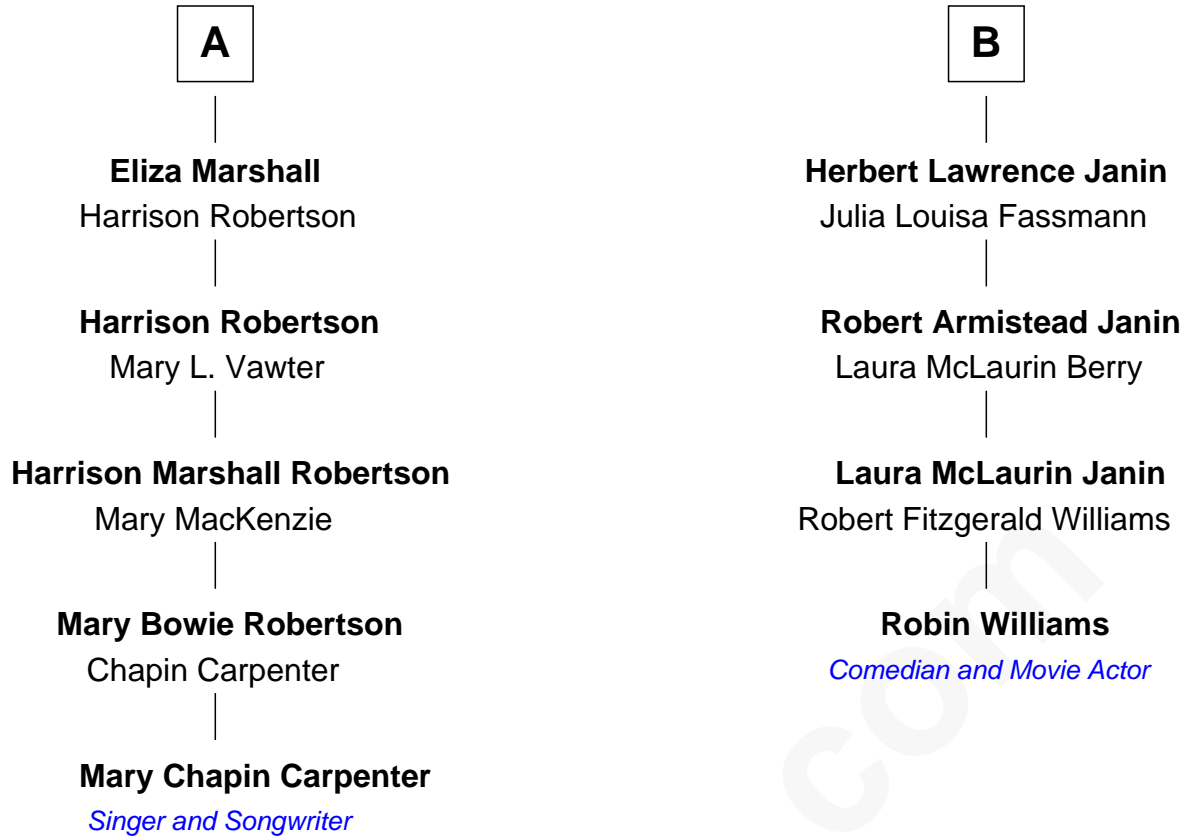 A
Eliza Marshall
Harrison Robertson
Harrison Robertson
Mary L. Vawter
Harrison Marshall Robertson
Mary MacKenzie
Mary Bowie Robertson
Chapin Carpenter
Mary Chapin Carpenter
Singer and Songwriter
B
Herbert Lawrence Janin
Julia Louisa Fassmann
Robert Armistead Janin
Laura McLaurin Berry
Laura McLaurin Janin
Robert Fitzgerald Williams
Robin Williams
Comedian and Movie Actor
com